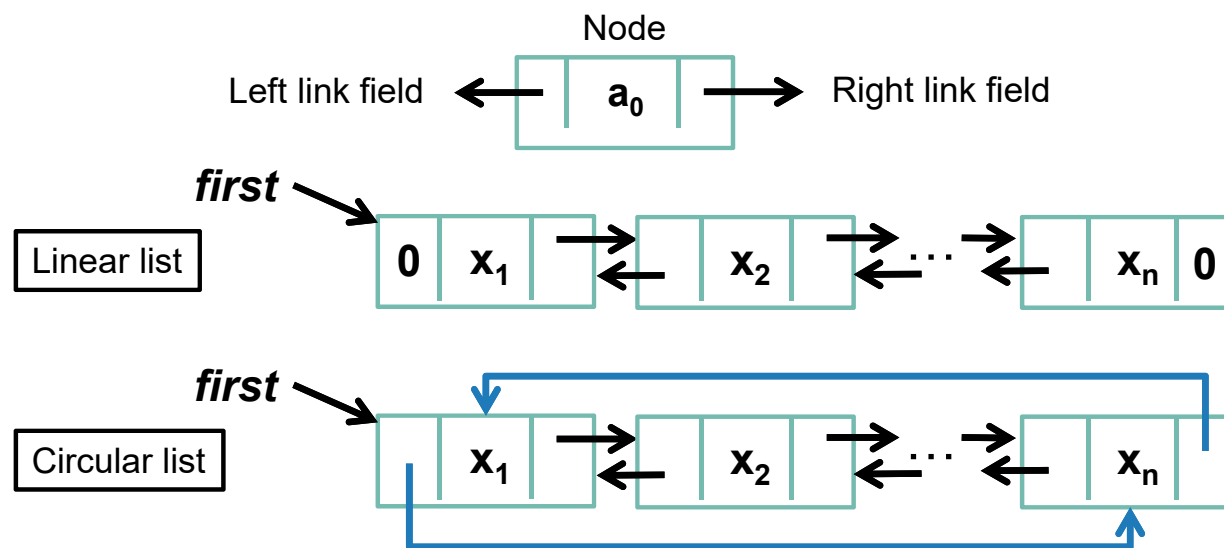 Node
Left link field a₀ Right link field
first
Linear list 0 x₁ x₂ ... xₙ 0
first
Circular list x₁ x₂ ... xₙ